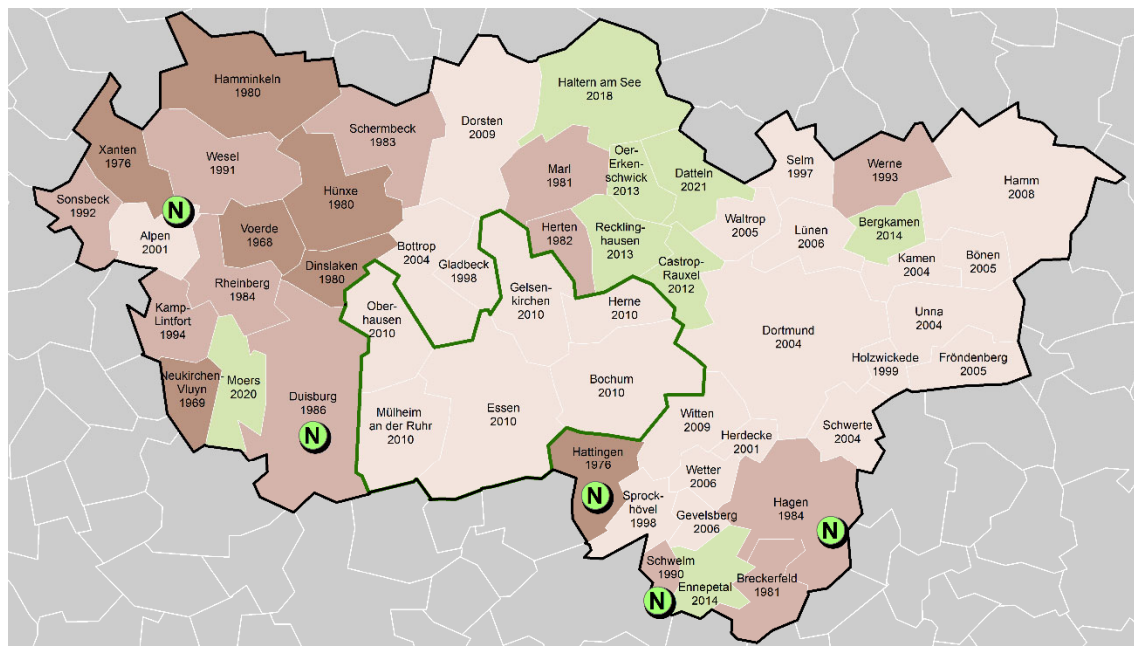 Hamminkeln
1980
Haltern am See
2018
Dorsten
2009
Schermbeck
1983
Xanten
1976
Wesel
1991
Marl
1981
Oer-
Erken-
schwick
2013
Datteln
2021
Selm
1997
Werne
1993
Hamm
2008
Sonsbeck
1992
N
Hünxe
1980
Alpen
2001
Voerde
1968
Herten
1982
Reckling-
hausen
2013
Waltrop
2005
Lünen
2006
Bergkamen
2014
Bottrop
2004
Gladbeck
1998
Dinslaken
1980
Castrop-
Rauxel
2012
Kamen
2004
Bönen
2005
Rheinberg
1984
Kamp-
Lintfort
1994
Ober-
hausen
2010
Gelsen-
kirchen
2010
Herne
2010
Dortmund
2004
Unna
2004
Holzwickede
1999
Fröndenberg
2005
Neukirchen-
Vluyn
1969
Moers
2020
Duisburg
1986
N
Mülheim
an der Ruhr
2010
Essen
2010
Bochum
2010
Witten
2009
Herdecke
2001
Schwerte
2004
Hattingen
1976
N
Wetter
2006
Sprock-
hövel
1998
Gevelsberg
2006
Hagen
1984
N
Schwelm
1990
N
Ennepetal
2014
Breckerfeld
1981